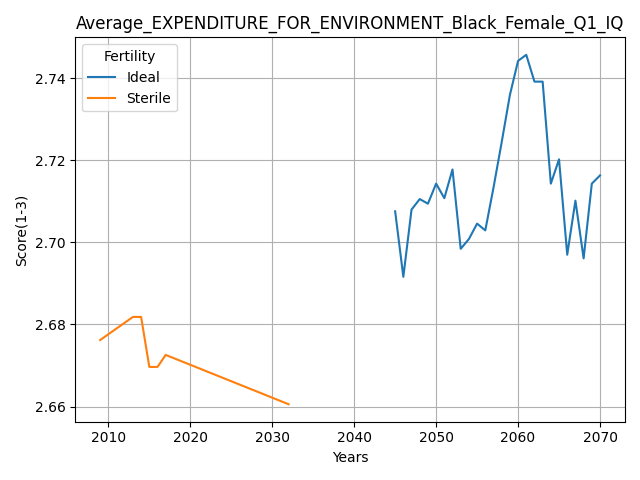 Average_EXPENDITURE_FOR_ENVIRONMENT_Black_Female_Q1_IQ
Fertility
Ideal
Sterile
Score(1-3)
2.74
2.72
2.70
2.68
2.66
2010 2020 2030 2040 2050 2060 2070
Years